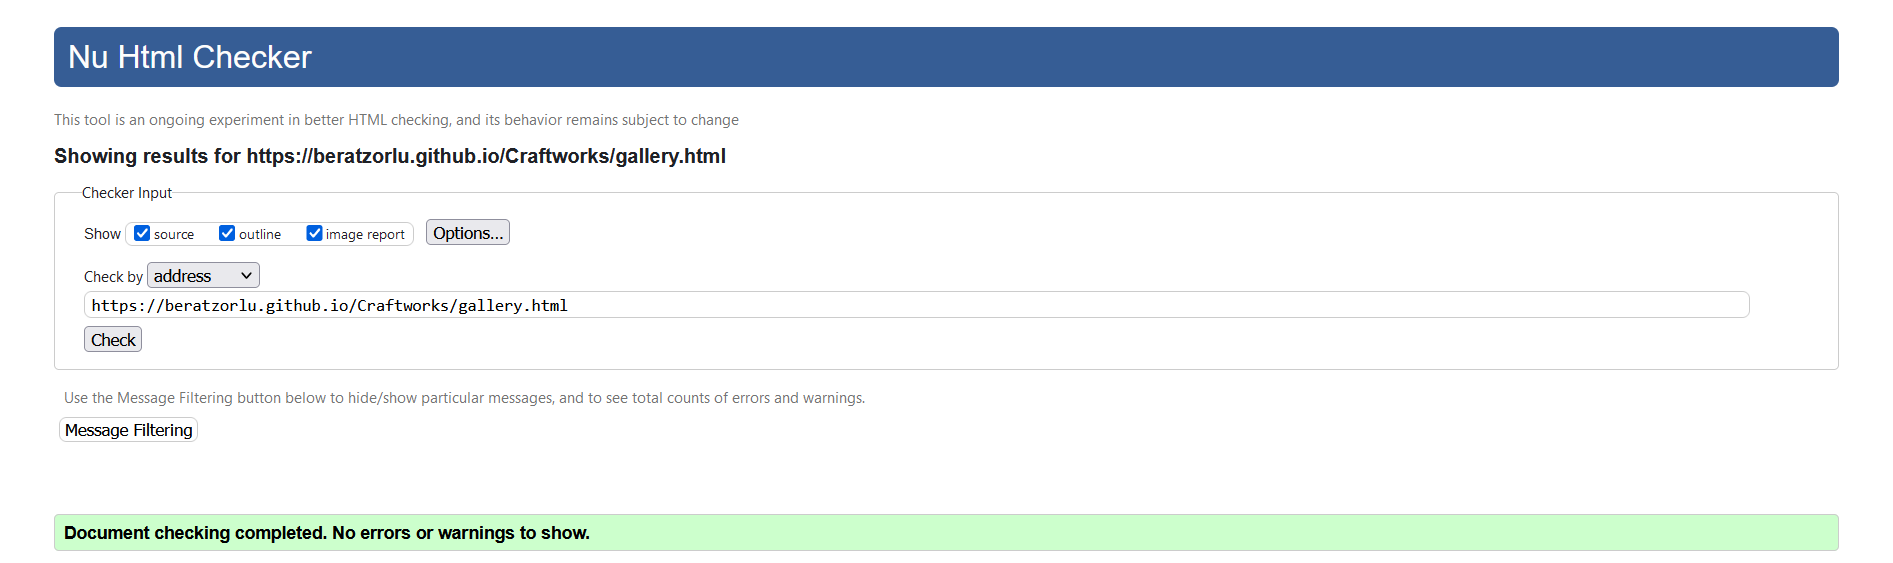 Nu Html Checker
This tool is an ongoing experiment in better HTML checking, and its behavior remains subject to change
Showing results for https://beratzorlu.github.io/Craftworks/gallery.html
Checker Input
Show source outline image report Options...
Check by address
https://beratzorlu.github.io/Craftworks/gallery.html
Check
Use the Message Filtering button below to hide/show particular messages, and to see total counts of errors and warnings.
Message Filtering
Document checking completed. No errors or warnings to show.